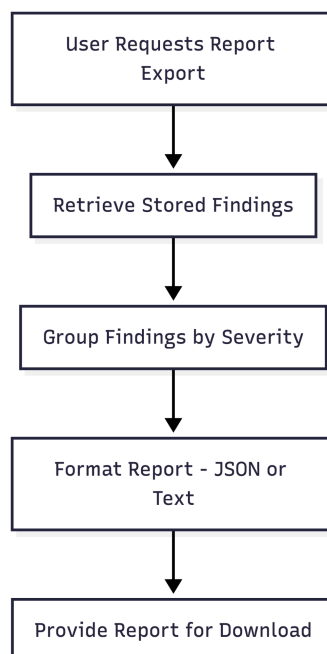 User Requests Report
Export
Retrieve Stored Findings
Group Findings by Severity
Format Report - JSON or
Text
Provide Report for Download